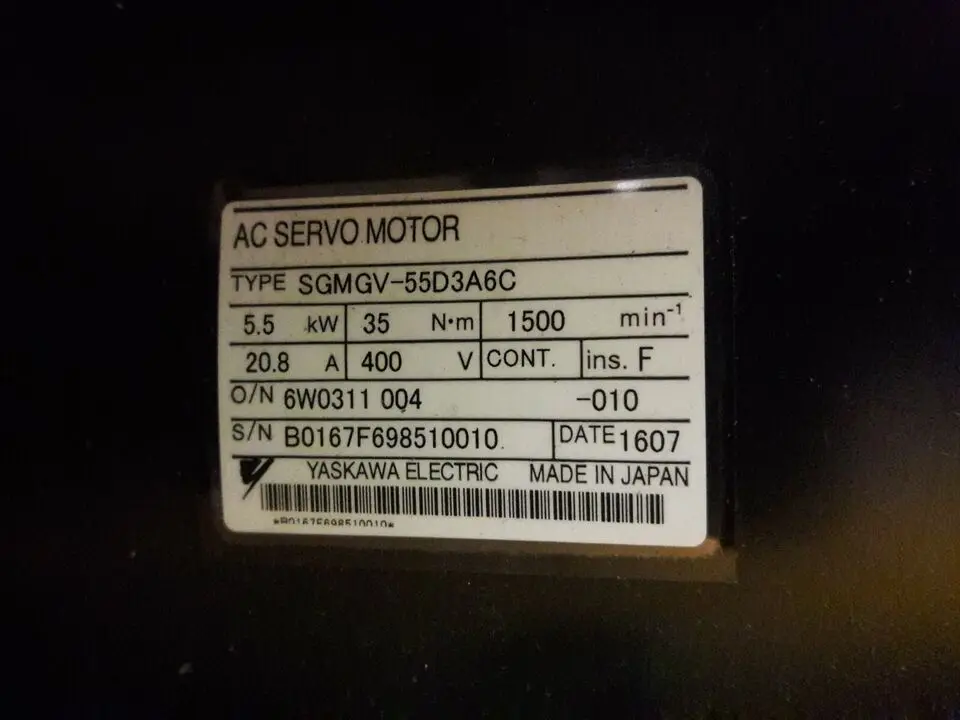 AC SERVO MOTOR
TYPE SGMGV-55D3A6C
5.5 kW 35 N·m 1500 min⁻¹
20.8 A 400 V CONT. ins. F
O/N 6W0311 004 -010
S/N B0167F698510010 DATE 1607
YASKAWA ELECTRIC MADE IN JAPAN
*B0167F698510010*